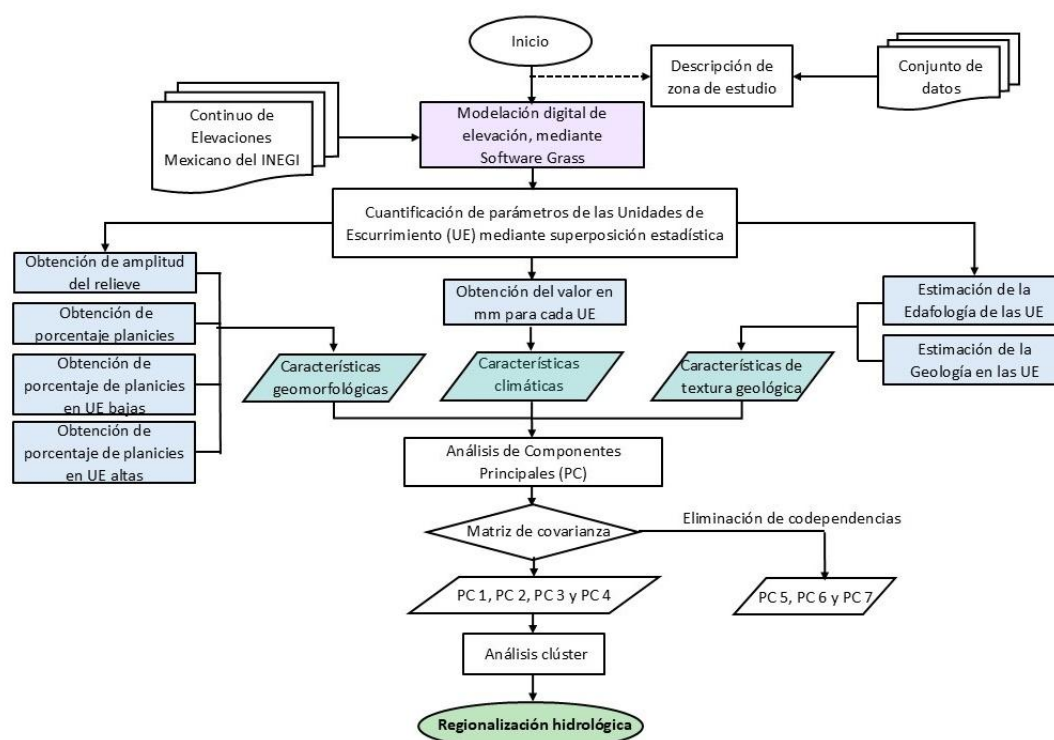 Inicio
Descripción de
zona de estudio
Conjunto de
datos
Continuo de
Elevaciones
Mexicano del INEGI
Modelación digital de
elevación, mediante
Software Grass
Cuantificación de parámetros de las Unidades de
Escurrimiento (UE) mediante superposición estadística
Obtención de amplitud
del relieve
Obtención de
porcentaje planicies
Obtención de
porcentaje de planicies
en UE bajas
Obtención de
porcentaje de planicies
en UE altas
Obtención del valor en
mm para cada UE
Estimación de la
Edafología de las UE
Estimación de la
Geología en las UE
Características
geomorfológicas
Características
climáticas
Características de
textura geológica
Análisis de Componentes
Principales (PC)
Matriz de covarianza
Eliminación de codependencias
PC 1, PC 2, PC 3 y PC 4
PC 5, PC 6 y PC 7
Análisis clúster
Regionalización hidrológica